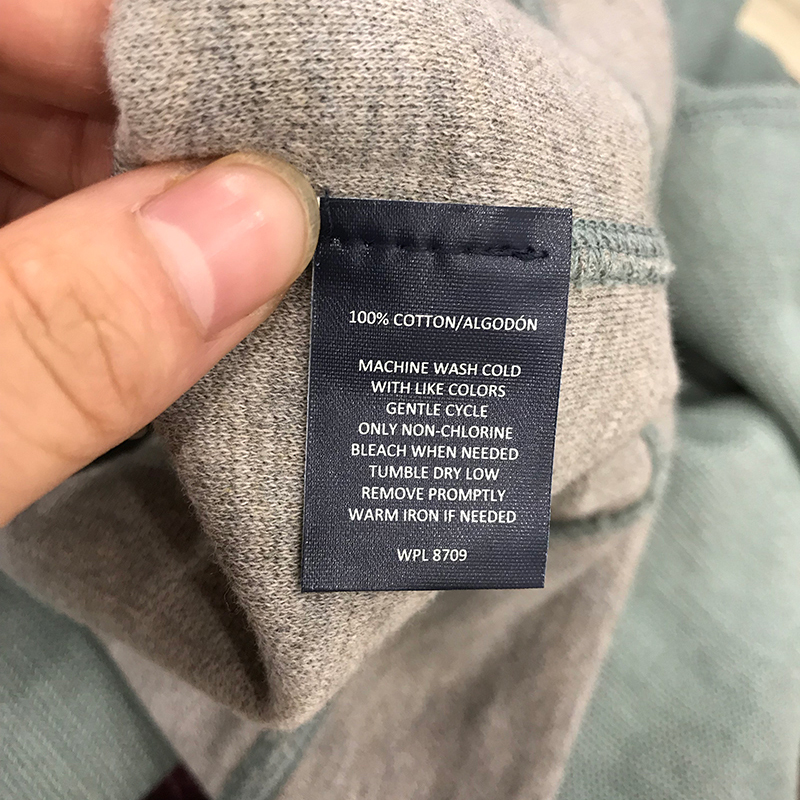 100% COTTON/ALGODÓN
MACHINE WASH COLD
WITH LIKE COLORS
GENTLE CYCLE
ONLY NON-CHLORINE
BLEACH WHEN NEEDED
TUMBLE DRY LOW
REMOVE PROMPTLY
WARM IRON IF NEEDED
WPL 8709